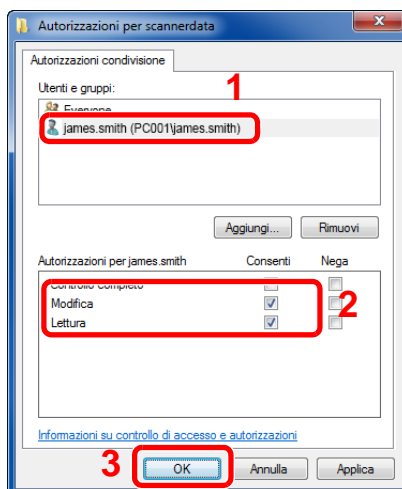 Autorizzazioni per scannerdata
Autorizzazioni condivisione
Utenti e gruppi:
1
Everyone
james.smith (PC001\james.smith)
Aggiungi... Rimuovi
Autorizzazioni per james.smith Consenti Nega
Controllo completo
Modifica
2
Lettura
Informazioni su controllo di accesso e autorizzazioni
3
OK Annulla Applica